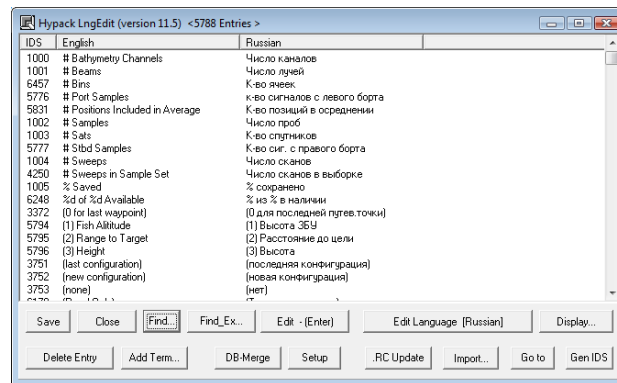 Hypack LngEdit (version 11.5) <5788 Entries >
IDS English Russian
1000 # Bathymetry Channels Число каналов
1001 # Beams Число лучей
6457 # Bins К-во ячеек
5776 # Port Samples к-во сигналов с левого борта
5831 # Positions Included in Average К-во позиций в осреднении
1002 # Samples Число проб
1003 # Sats К-во спутников
5777 # Stbd Samples К-во сиг. с правого борта
1004 # Sweeps Число сканов
4250 # Sweeps in Sample Set Число сканов в выборке
1005 % Saved % сохранено
6248 %d of %d Available % из % в наличии
3372 (0 for last waypoint) (0 для последней путев.точки)
5794 (1) Fish Alititude (1) Высота ЗБУ
5795 (2) Range to Target (2) Расстояние до цели
5796 (3) Height (3) Высота
3751 (last configuration) (последняя конфигурация)
3752 (new configuration) (новая конфигурация)
3753 (none) (нет)
Save Close Find... Find_Ex... Edit - (Enter) Edit Language [Russian] Display...
Delete Entry Add Term... DB-Merge Setup .RC Update Import... Go to Gen IDS